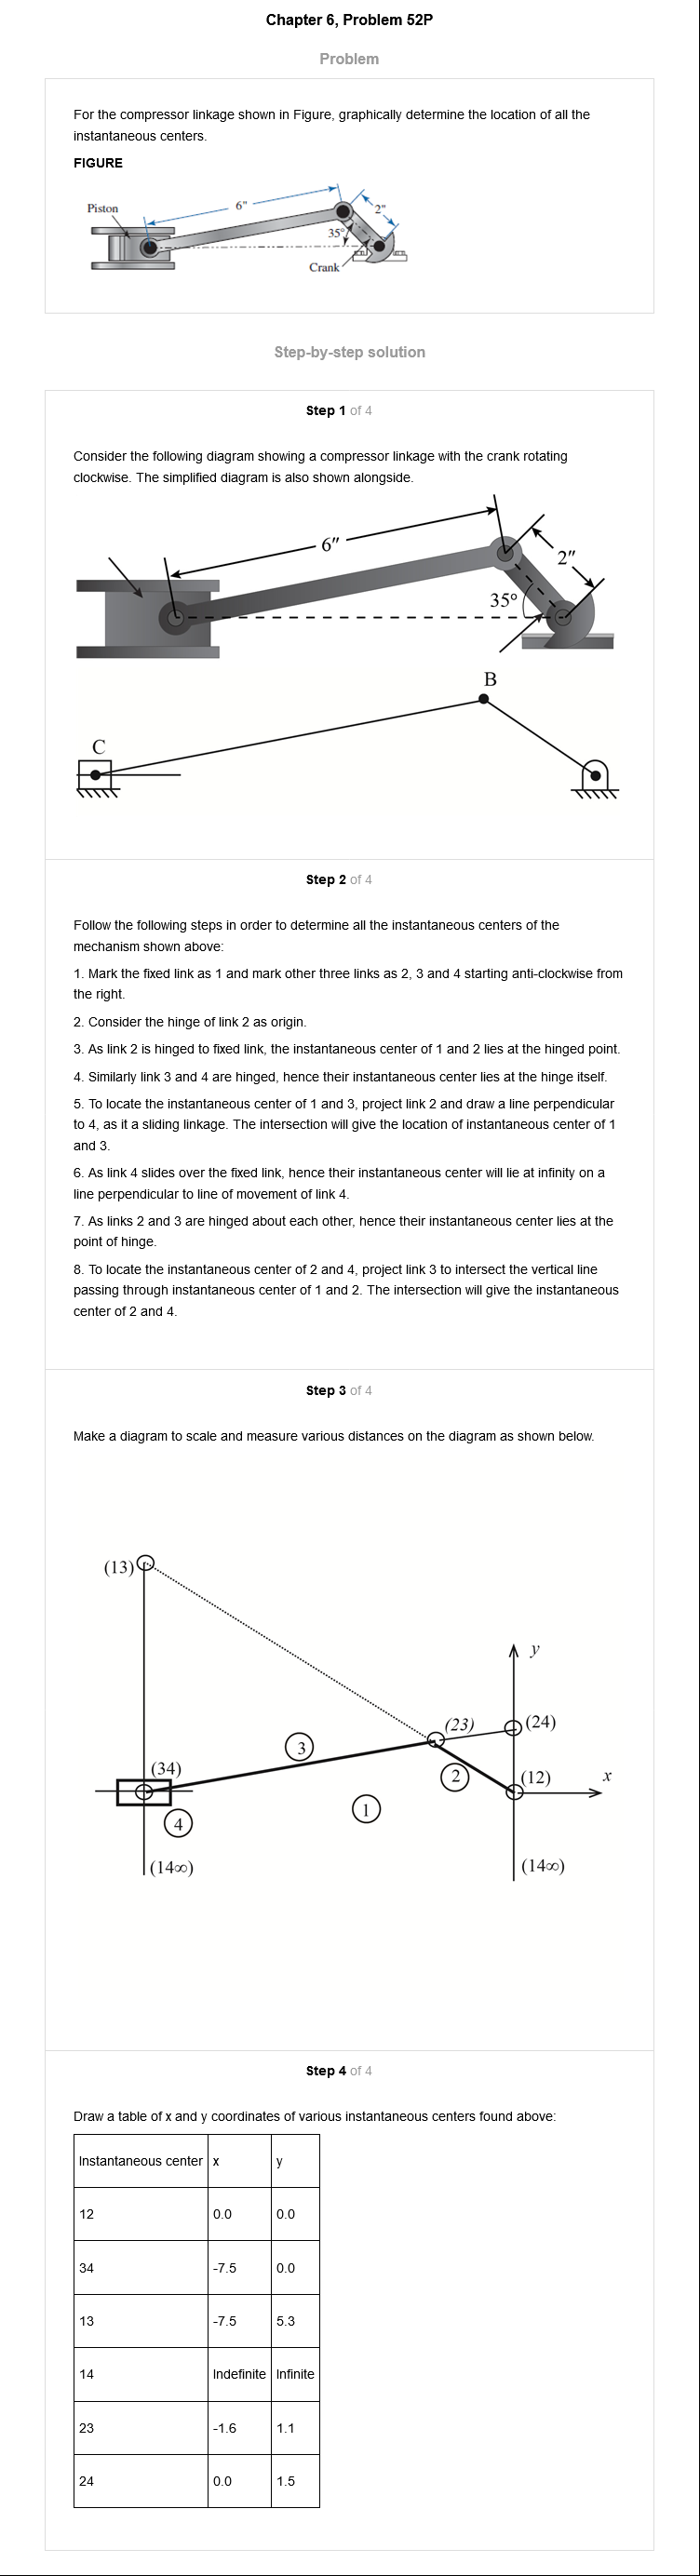 Chapter 6, Problem 52P
Problem
For the compressor linkage shown in Figure, graphically determine the location of all the
instantaneous centers.
FIGURE
Piston
6"
2"
35°
Crank
Step-by-step solution
Step 1 of 4
Consider the following diagram showing a compressor linkage with the crank rotating
clockwise. The simplified diagram is also shown alongside.
6"
2"
35°
B
C
Step 2 of 4
Follow the following steps in order to determine all the instantaneous centers of the
mechanism shown above:
1. Mark the fixed link as 1 and mark other three links as 2, 3 and 4 starting anti-clockwise from
the right.
2. Consider the hinge of link 2 as origin.
3. As link 2 is hinged to fixed link, the instantaneous center of 1 and 2 lies at the hinged point.
4. Similarly link 3 and 4 are hinged, hence their instantaneous center lies at the hinge itself.
5. To locate the instantaneous center of 1 and 3, project link 2 and draw a line perpendicular
to 4, as it a sliding linkage. The intersection will give the location of instantaneous center of 1
and 3.
6. As link 4 slides over the fixed link, hence their instantaneous center will lie at infinity on a
line perpendicular to line of movement of link 4.
7. As links 2 and 3 are hinged about each other, hence their instantaneous center lies at the
point of hinge.
8. To locate the instantaneous center of 2 and 4, project link 3 to intersect the vertical line
passing through instantaneous center of 1 and 2. The intersection will give the instantaneous
center of 2 and 4.
Step 3 of 4
Make a diagram to scale and measure various distances on the diagram as shown below.
(13)
y
(23)
(24)
3
(34)
2
(12)
x
1
4
(14∞)
(14∞)
Step 4 of 4
Draw a table of x and y coordinates of various instantaneous centers found above:
Instantaneous center x y
12 0.0 0.0
34 -7.5 0.0
13 -7.5 5.3
14 Indefinite Infinite
23 -1.6 1.1
24 0.0 1.5